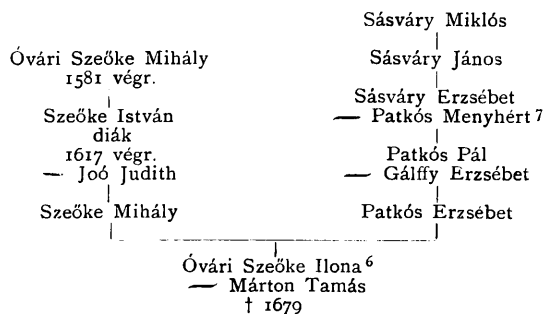 Sásváry Miklós
Óvári Szeőke Mihály
1581 végr.
Sásváry János
Szeőke István
diák
1617 végr.
— Joó Judith
Sásváry Erzsébet
— Patkós Menyhért 7
Patkós Pál
— Gálffy Erzsébet
Szeőke Mihály
Patkós Erzsébet
Óvári Szeőke Ilona 6
— Márton Tamás
† 1679